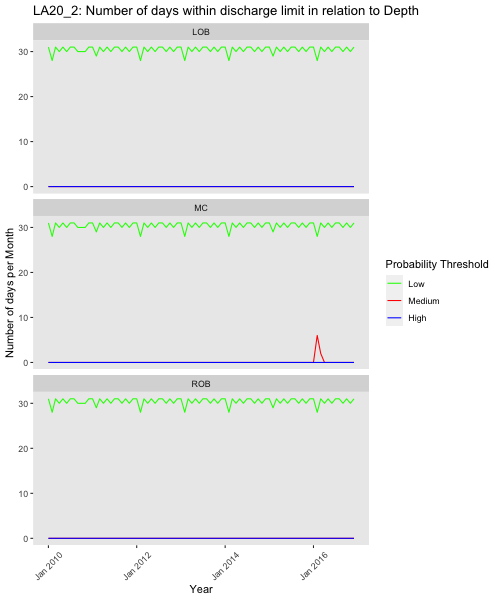 LA20_2: Number of days within discharge limit in relation to Depth
LOB
30
20
10
0
MC
30
20
10
0
ROB
30
20
10
0
Number of days per Month
Jan 2010
Jan 2012
Jan 2014
Jan 2016
Year
Probability Threshold
Low
Medium
High